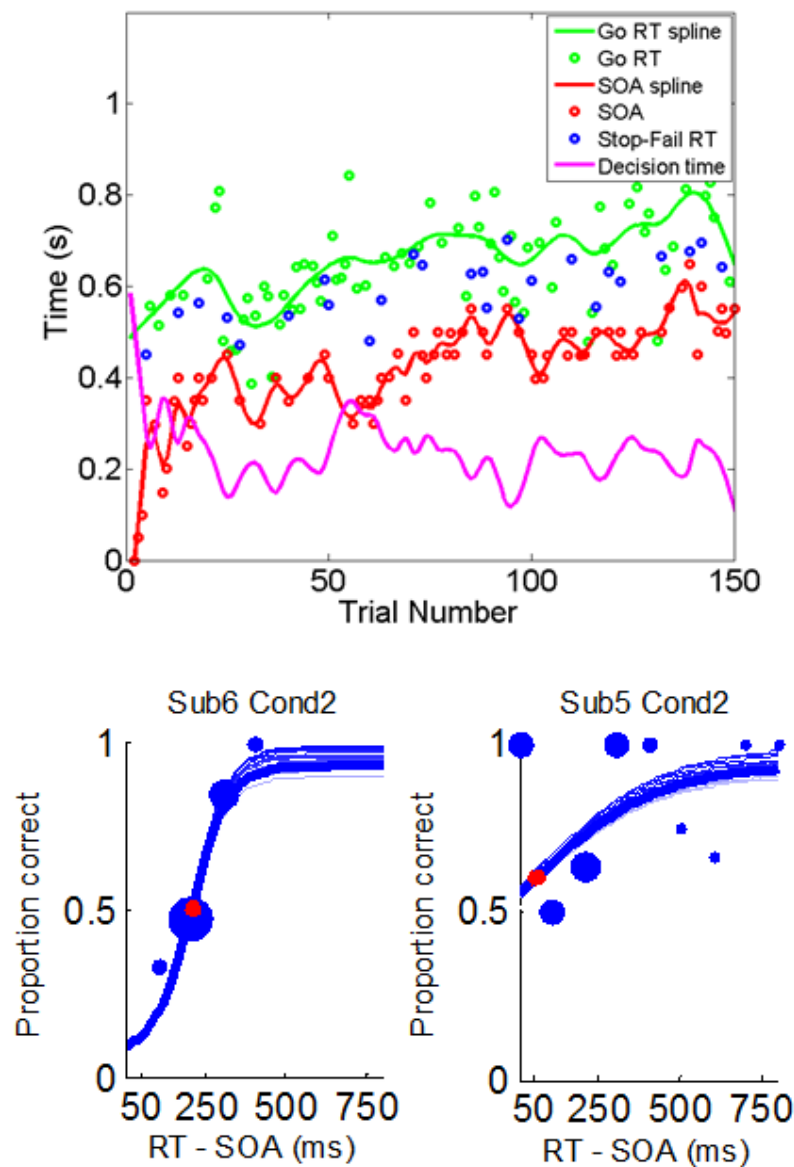 Go RT spline
Go RT
SOA spline
SOA
Stop-Fail RT
Decision time
Time (s)
1
0.8
0.6
0.4
0.2
0
0 50 100 150
Trial Number
Sub6 Cond2
Proportion correct
1
0.5
0
50 250 500 750
RT - SOA (ms)
Sub5 Cond2
Proportion correct
1
0.5
0
50 250 500 750
RT - SOA (ms)